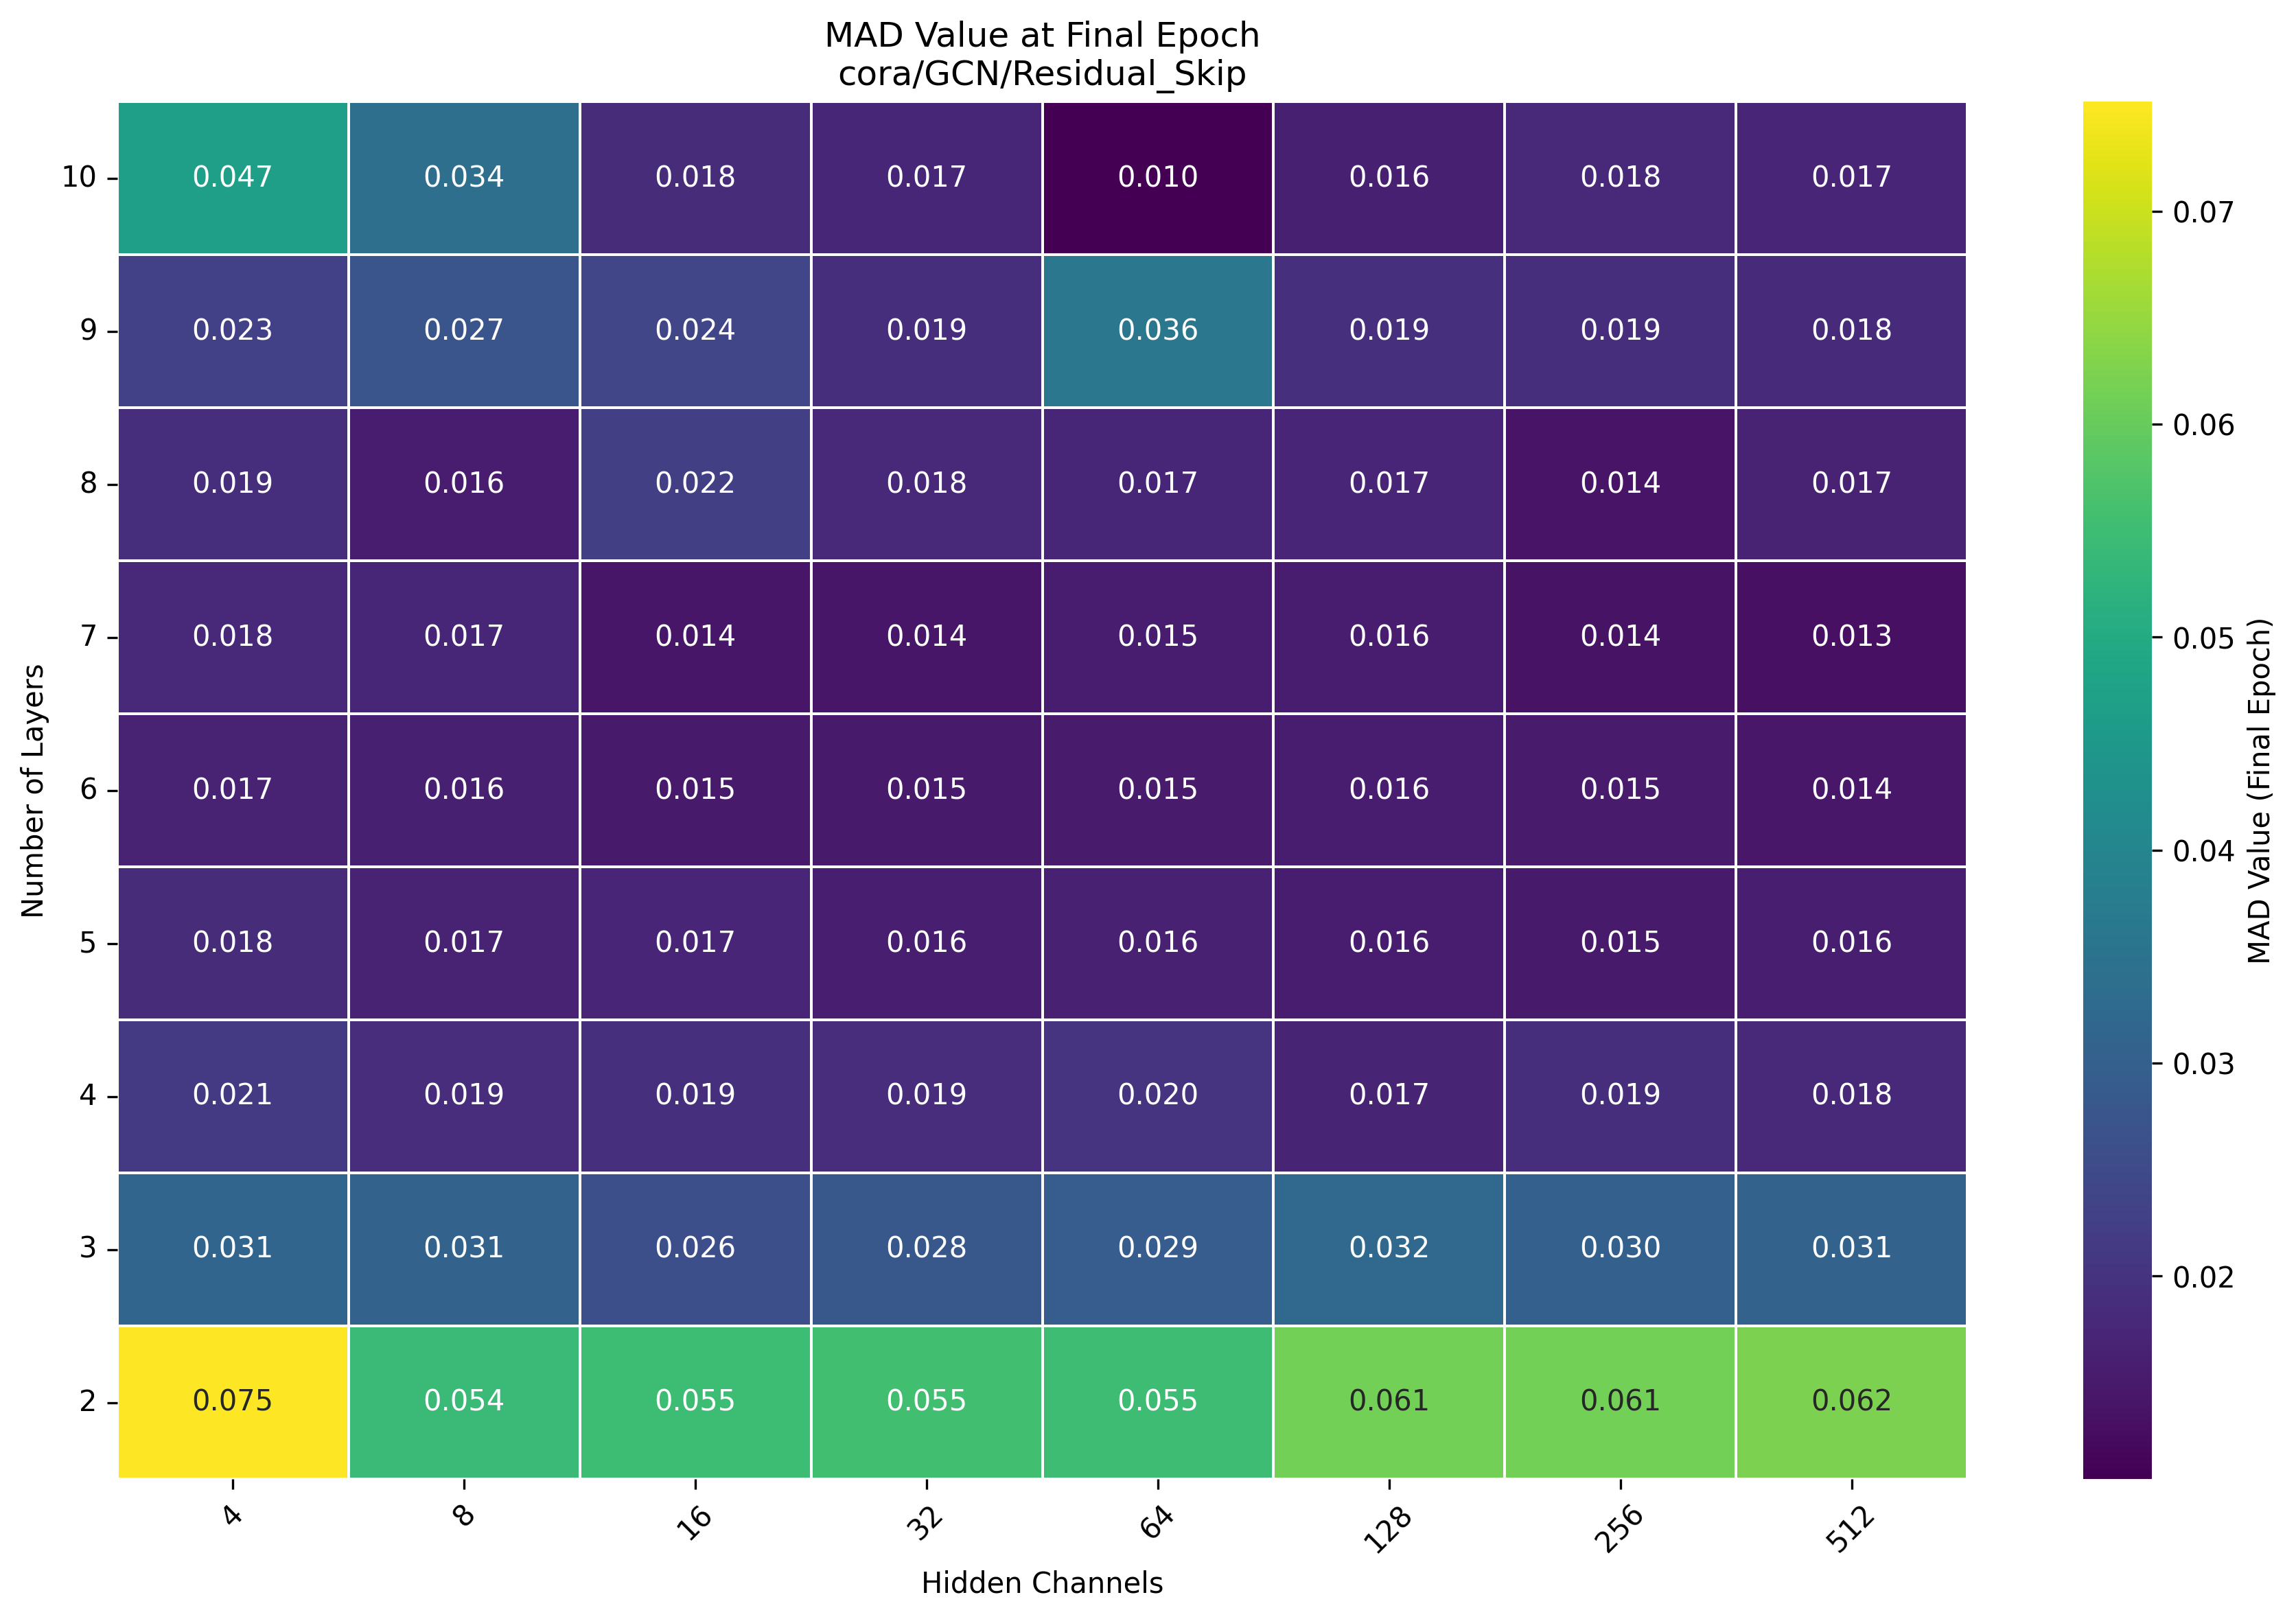 MAD Value at Final Epoch
cora/GCN/Residual_Skip
Number of Layers
10 0.047 0.034 0.018 0.017 0.010 0.016 0.018 0.017
9 0.023 0.027 0.024 0.019 0.036 0.019 0.019 0.018
8 0.019 0.016 0.022 0.018 0.017 0.017 0.014 0.017
7 0.018 0.017 0.014 0.014 0.015 0.016 0.014 0.013
6 0.017 0.016 0.015 0.015 0.015 0.016 0.015 0.014
5 0.018 0.017 0.017 0.016 0.016 0.016 0.015 0.016
4 0.021 0.019 0.019 0.019 0.020 0.017 0.019 0.018
3 0.031 0.031 0.026 0.028 0.029 0.032 0.030 0.031
2 0.075 0.054 0.055 0.055 0.055 0.061 0.061 0.062
4 8 16 32 64 128 256 512
Hidden Channels
0.07
0.06
0.05
0.04
0.03
0.02
MAD Value (Final Epoch)